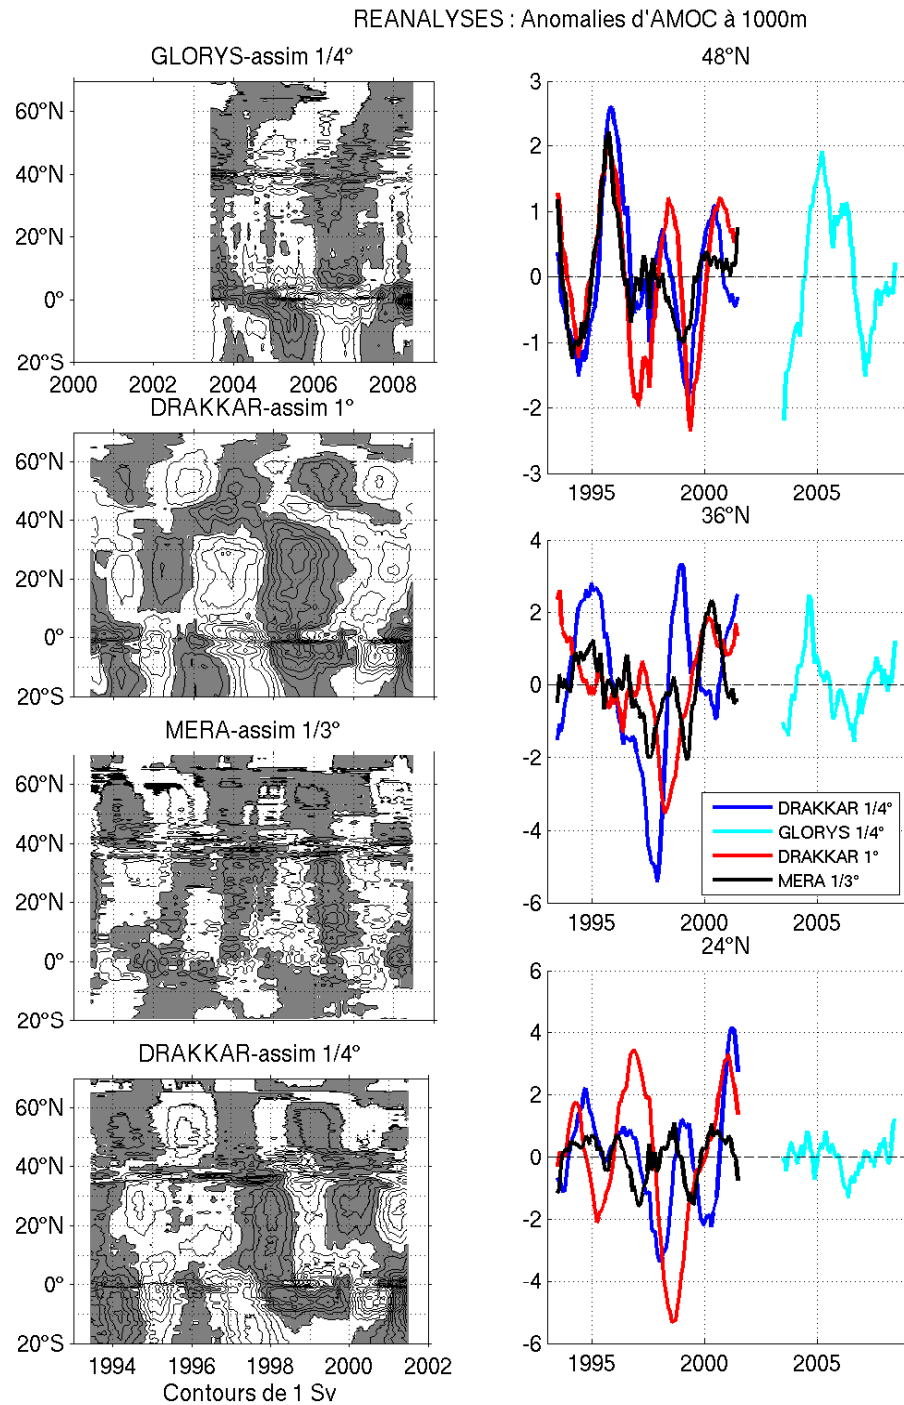 REANALYSES : Anomalies d'AMOC à 1000m
GLORYS-assim 1/4°
60°N
40°N
20°N
0°
20°S
2000 2002 2004 2006 2008
DRAKKAR-assim 1°
60°N
40°N
20°N
0°
20°S
MERA-assim 1/3°
60°N
40°N
20°N
0°
20°S
DRAKKAR-assim 1/4°
60°N
40°N
20°N
0°
20°S
1994 1996 1998 2000 2002
Contours de 1 Sv
48°N
3
2
1
0
-1
-2
-3
1995 2000 2005
36°N
4
2
0
-2
-4
-6
1995 2000 2005
DRAKKAR 1/4°
GLORYS 1/4°
DRAKKAR 1°
MERA 1/3°
24°N
6
4
2
0
-2
-4
-6
1995 2000 2005